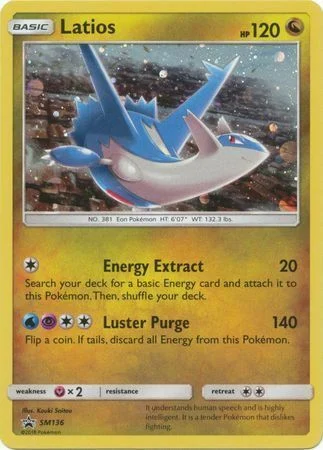 BASIC Latios HP 120
NO. 381 Eon Pokémon HT: 6'07" WT: 132.3 lbs.
Energy Extract 20
Search your deck for a basic Energy card and attach it to
this Pokémon. Then, shuffle your deck.
Luster Purge 140
Flip a coin. If tails, discard all Energy from this Pokémon.
weakness ×2 resistance retreat
Illus. Kouki Saitou
SM136
©2018 Pokémon
It understands human speech and is highly
intelligent. It is a tender Pokémon that dislikes
fighting.